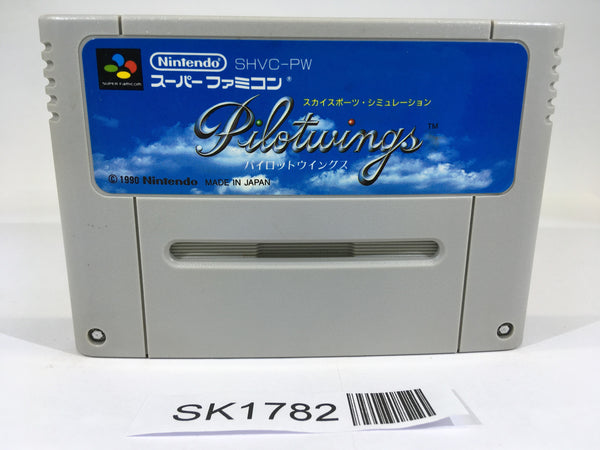 Nintendo® SHVC-PW
スーパーファミコン®
SUPER FAMICOM
スカイスポーツ・シミュレーション
Pilotwings™
パイロットウイングス
© 1990 Nintendo MADE IN JAPAN
SK1782